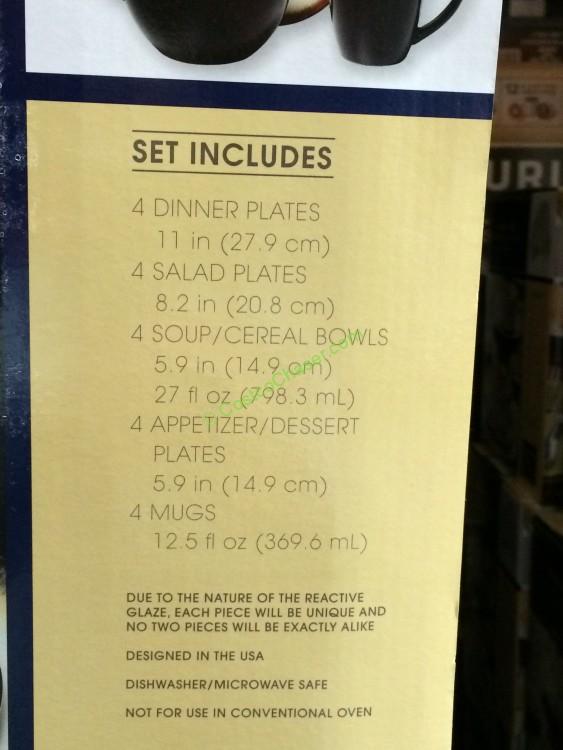 SET INCLUDES
4 DINNER PLATES
11 in (27.9 cm)
4 SALAD PLATES
8.2 in (20.8 cm)
4 SOUP/CEREAL BOWLS
5.9 in (14.9 cm)
27 fl oz (798.3 mL)
4 APPETIZER/DESSERT
PLATES
5.9 in (14.9 cm)
4 MUGS
12.5 fl oz (369.6 mL)
DUE TO THE NATURE OF THE REACTIVE
GLAZE, EACH PIECE WILL BE UNIQUE AND
NO TWO PIECES WILL BE EXACTLY ALIKE
DESIGNED IN THE USA
DISHWASHER/MICROWAVE SAFE
NOT FOR USE IN CONVENTIONAL OVEN
CostcoChaser.com